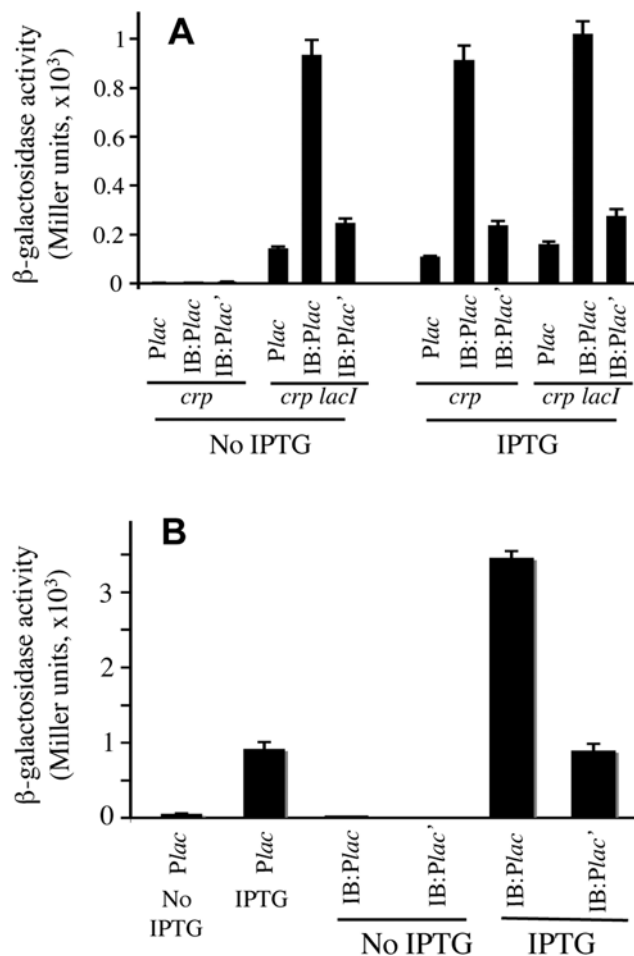 A
β-galactosidase activity
(Miller units, x10³)
1
0.8
0.6
0.4
0.2
0
Plac
IB:Plac
IB:Plac’
Plac
IB:Plac
IB:Plac’
Plac
IB:Plac
IB:Plac’
Plac
IB:Plac
IB:Plac’
crp
crp lacI
crp
crp lacI
No IPTG
IPTG
B
β-galactosidase activity
(Miller units, x10³)
3
2
1
0
Plac
No
IPTG
Plac
IPTG
IB:Plac
IB:Plac’
IB:Plac
IB:Plac’
No IPTG
IPTG